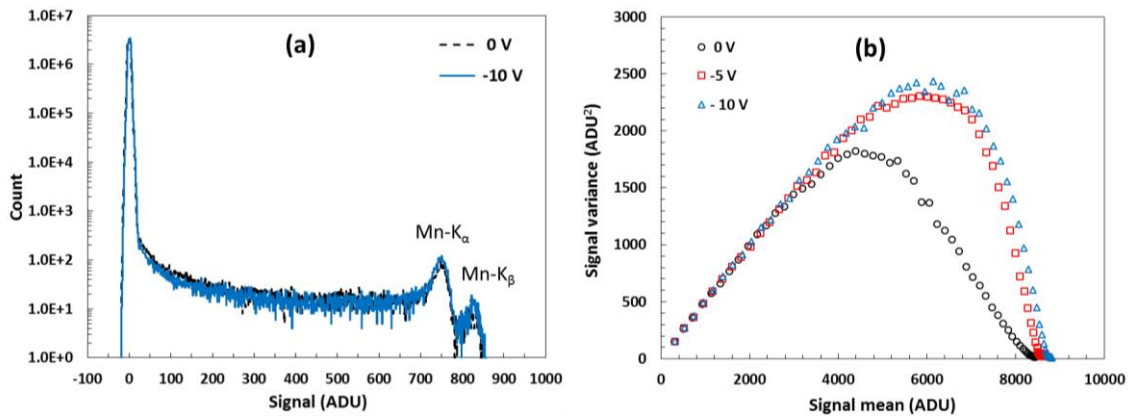 1.0E+7
1.0E+6
1.0E+5
1.0E+4
1.0E+3
1.0E+2
1.0E+1
1.0E+0
Count
(a)
0 V
-10 V
Mn-Kα
Mn-Kβ
-100 0 100 200 300 400 500 600 700 800 900 1000
Signal (ADU)
3000
2500
2000
1500
1000
500
0
Signal variance (ADU²)
(b)
0 V
-5 V
- 10 V
0 2000 4000 6000 8000 10000
Signal mean (ADU)